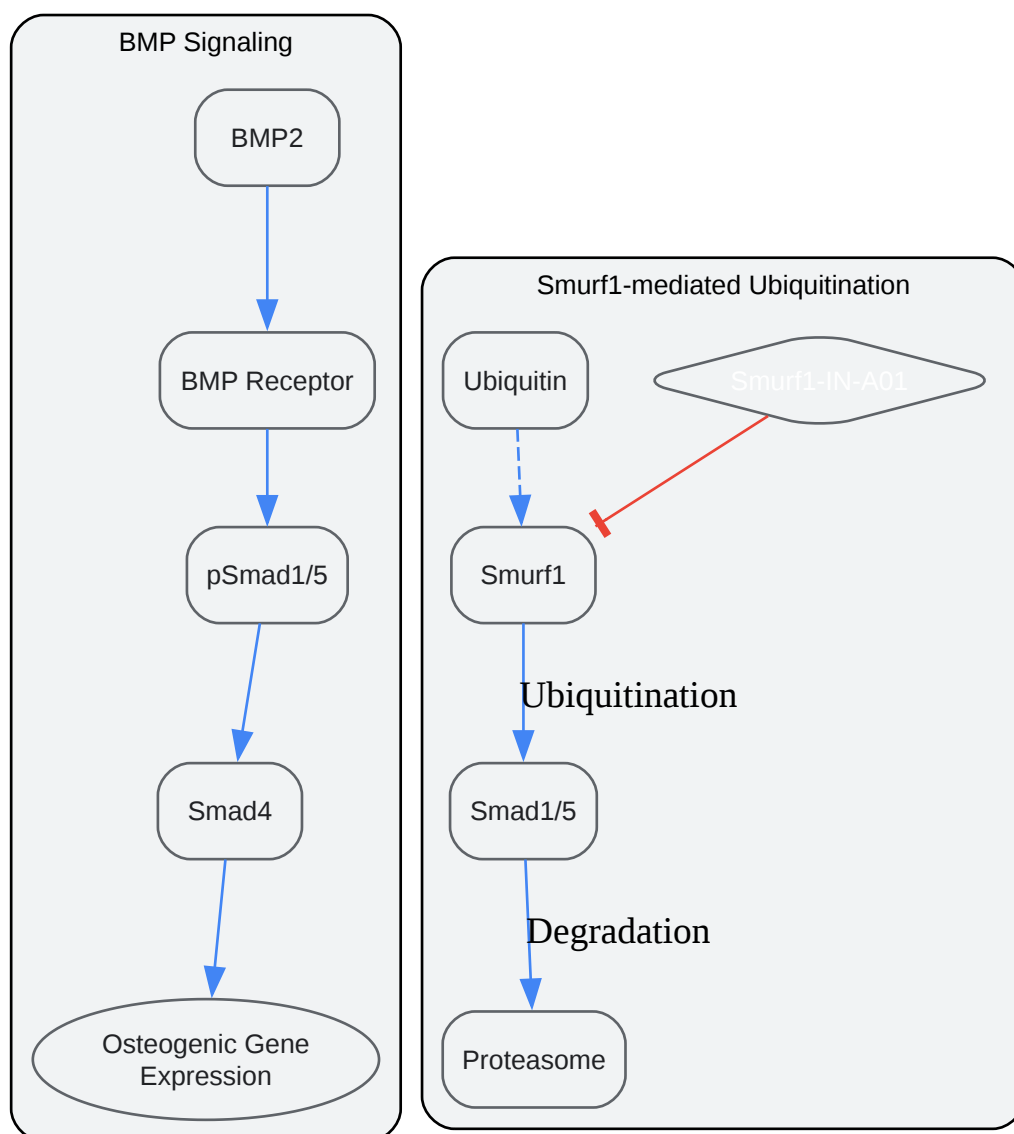 BMP Signaling
BMP2
BMP Receptor
pSmad1/5
Smad4
Osteogenic Gene
Expression
Smurf1-mediated Ubiquitination
Ubiquitin
Smurf1-IN-A01
Smurf1
Ubiquitination
Smad1/5
Degradation
Proteasome